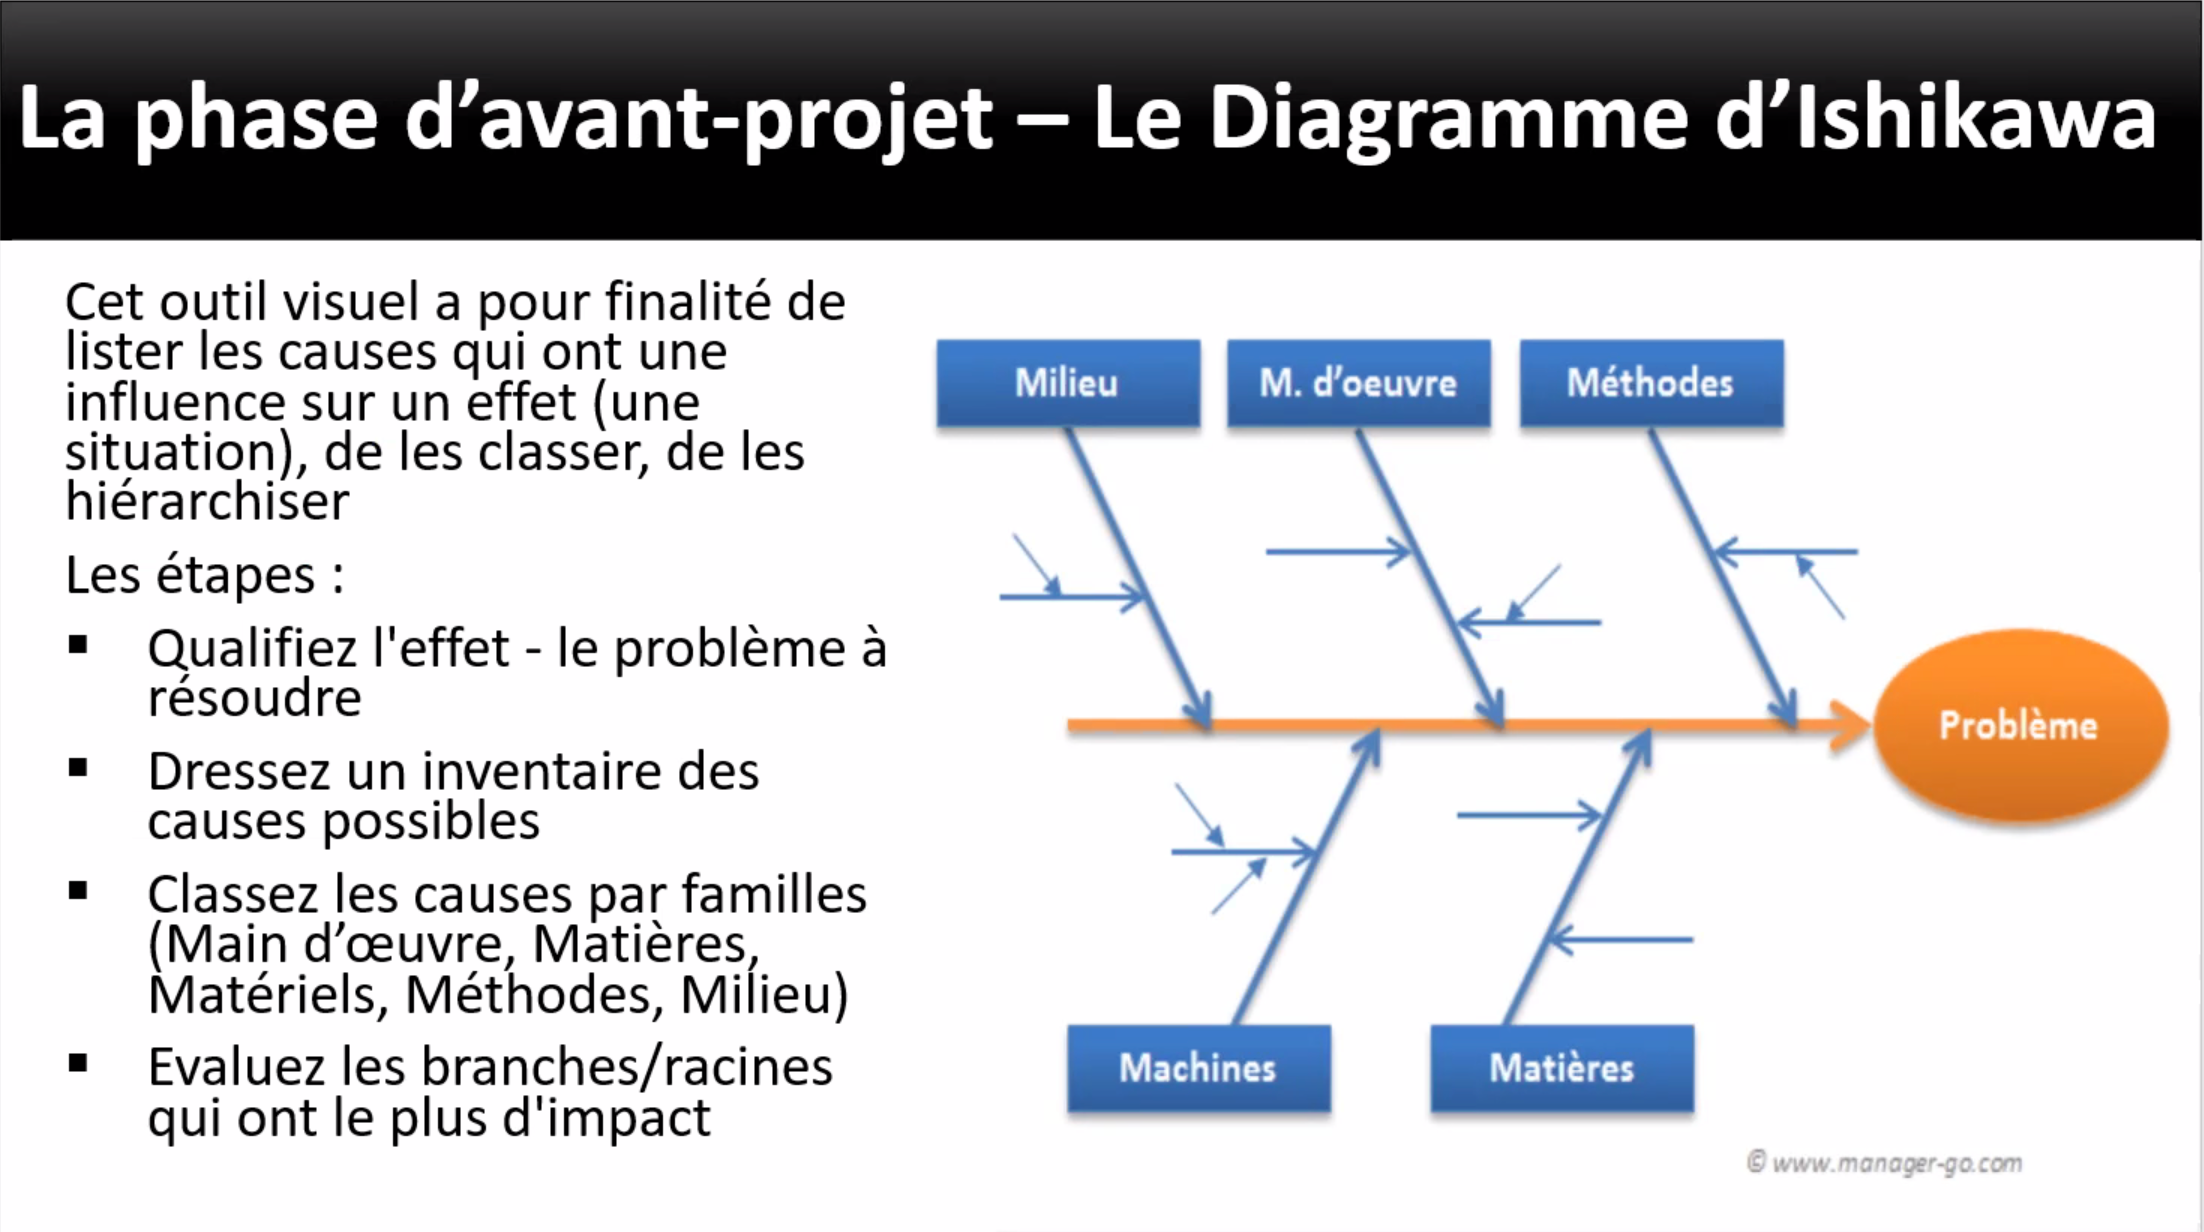 La phase d’avant-projet – Le Diagramme d’Ishikawa
Cet outil visuel a pour finalité de
lister les causes qui ont une
influence sur un effet (une
situation), de les classer, de les
hiérarchiser
Les étapes :
▪ Qualifiez l'effet - le problème à
résoudre
▪ Dressez un inventaire des
causes possibles
▪ Classez les causes par familles
(Main d’œuvre, Matières,
Matériels, Méthodes, Milieu)
▪ Evaluez les branches/racines
qui ont le plus d'impact
Milieu
M. d’oeuvre
Méthodes
Problème
Machines
Matières
© www.manager-go.com